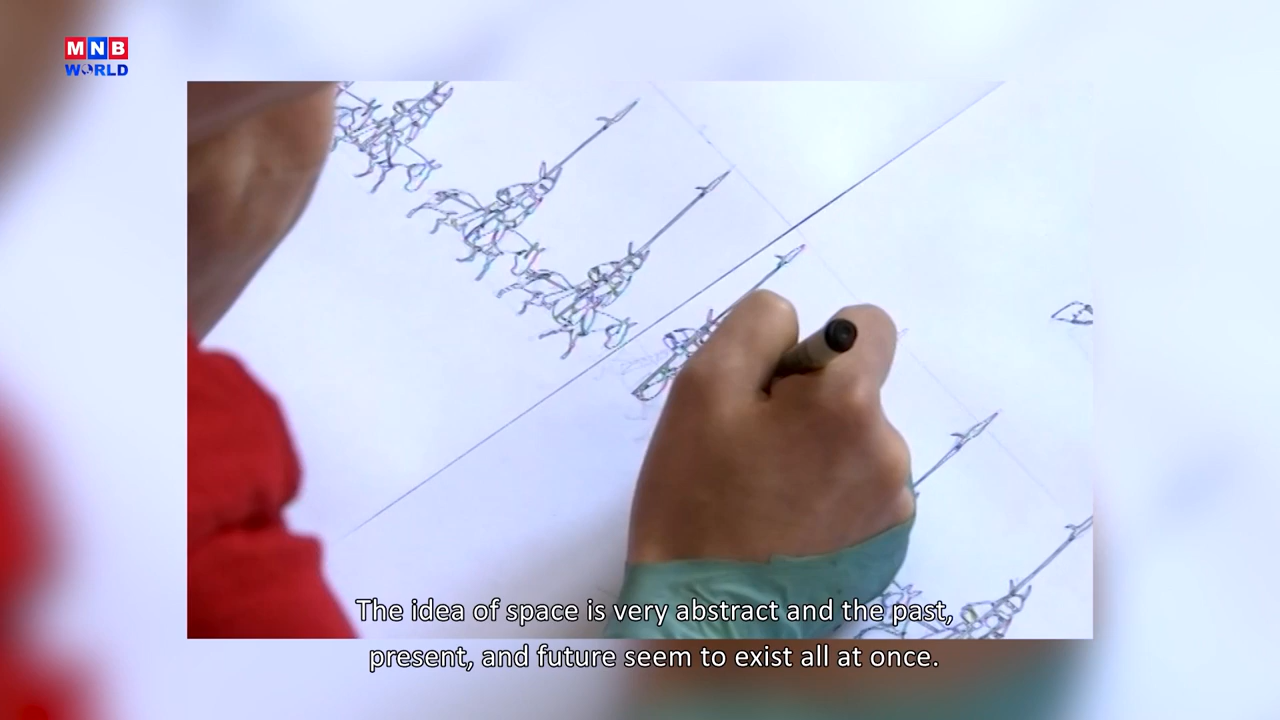 MNB
WORLD
The idea of space is very abstract and the past,
present, and future seem to exist all at once.